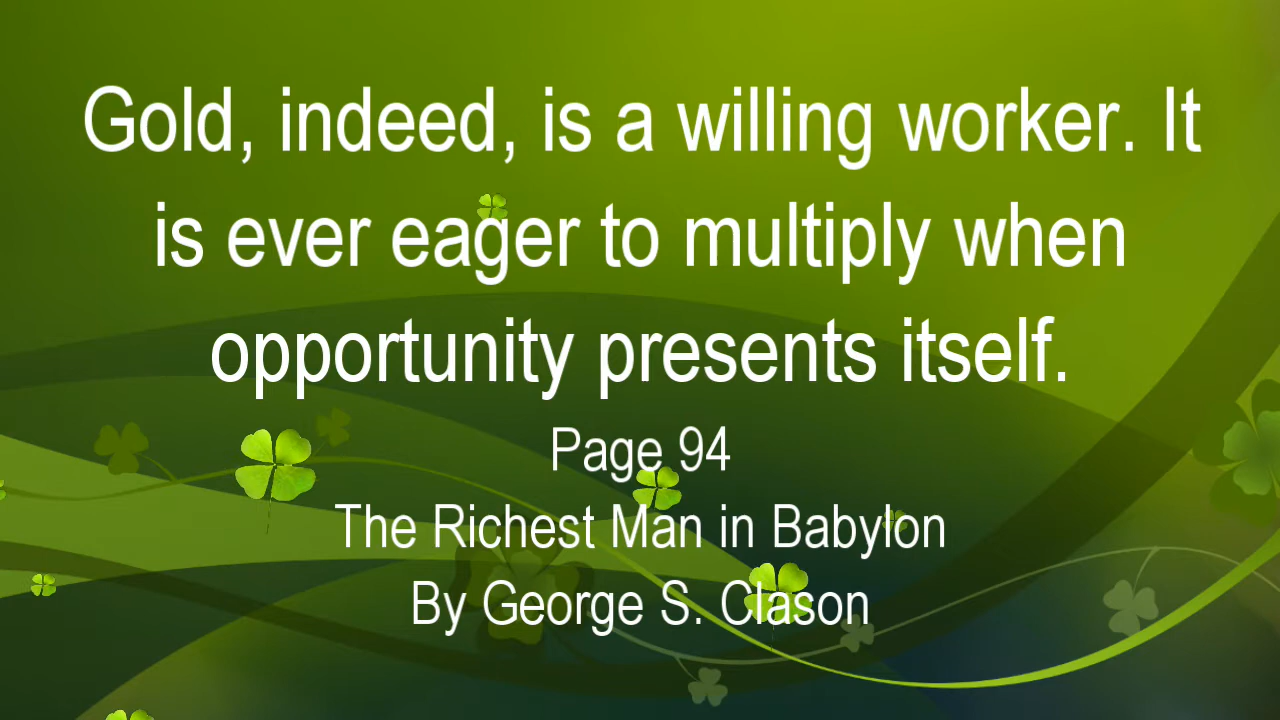 Gold, indeed, is a willing worker. It
is ever eager to multiply when
opportunity presents itself.
Page 94
The Richest Man in Babylon
By George S. Clason